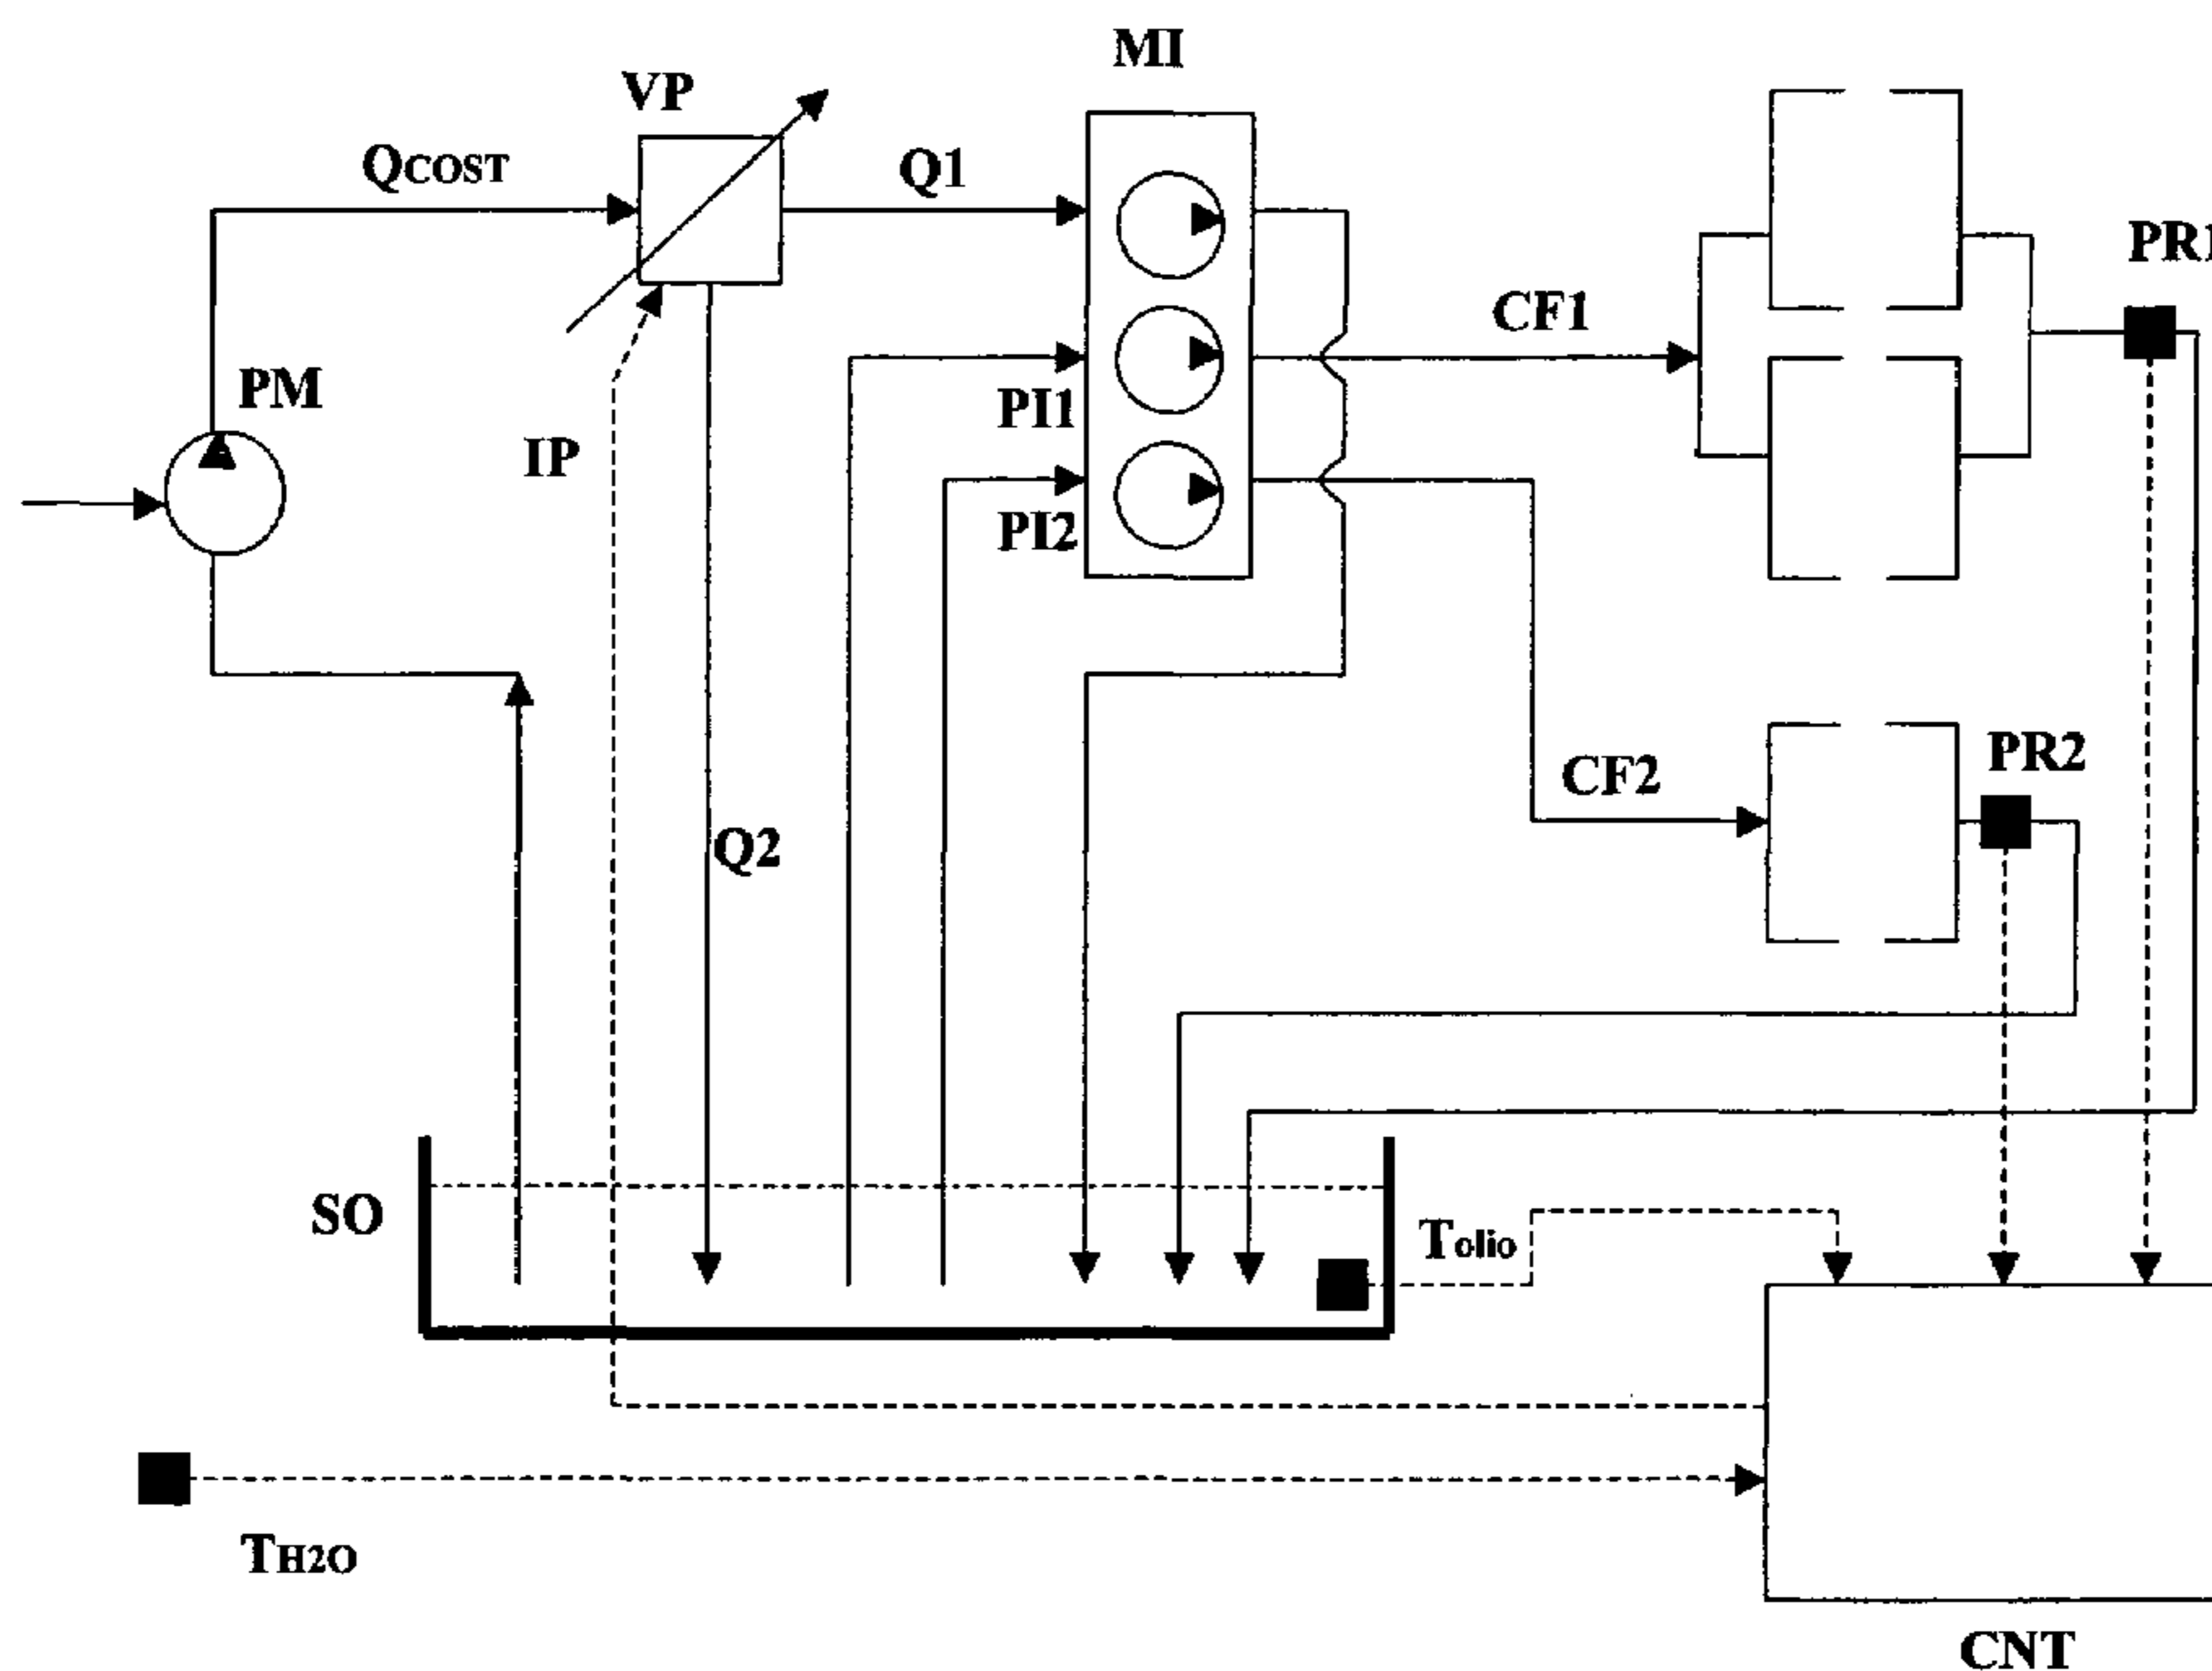 MI
VP
QCOST
Q1
PR1
CF1
PM
PI1
IP
PI2
PR2
CF2
Q2
SO
Tolio
TH2O
CNT